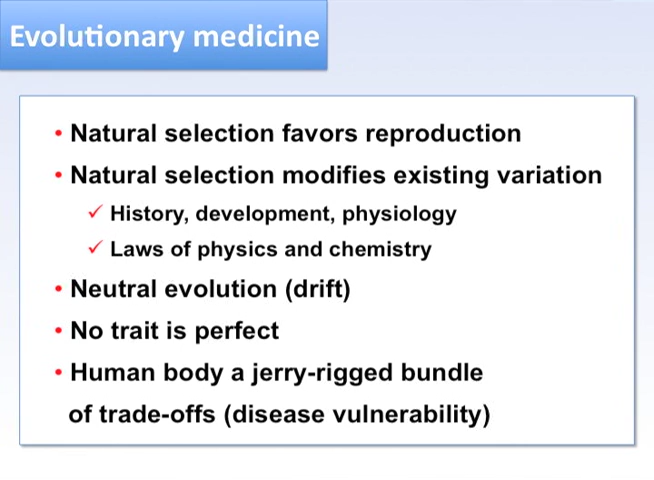 Evolutionary medicine
• Natural selection favors reproduction
• Natural selection modifies existing variation
✓ History, development, physiology
✓ Laws of physics and chemistry
• Neutral evolution (drift)
• No trait is perfect
• Human body a jerry-rigged bundle
of trade-offs (disease vulnerability)